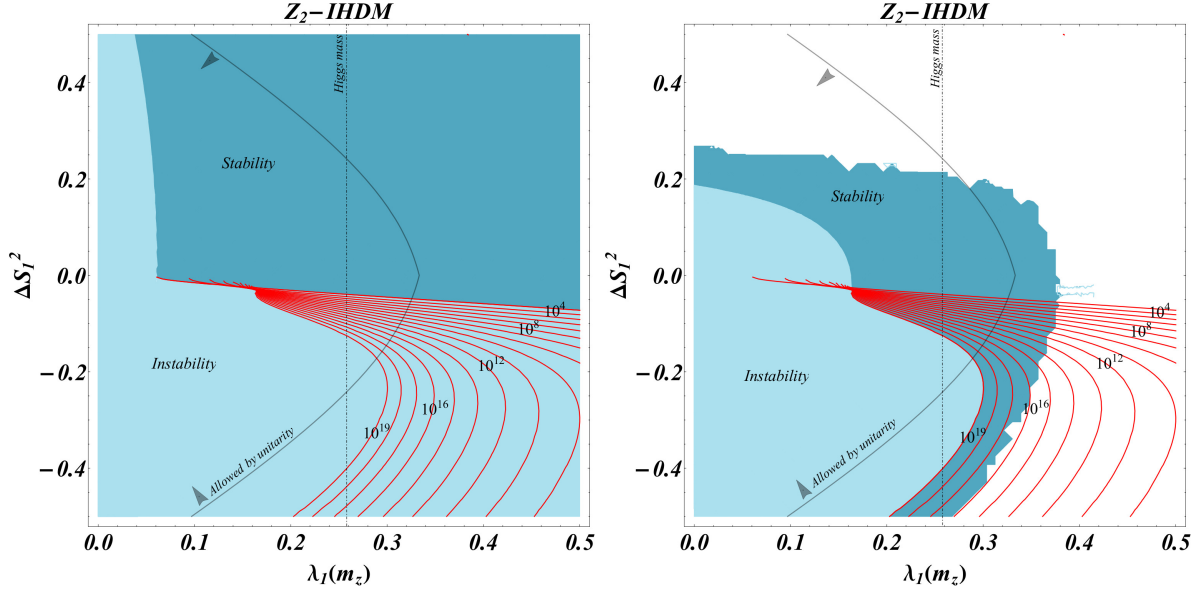 Z₂−IHDM
Higgs mass
Stability
Instability
Allowed by unitarity
10⁴
10⁸
10¹²
10¹⁶
10¹⁹
0.4
0.2
0.0
−0.2
−0.4
ΔS₁²
0.0 0.1 0.2 0.3 0.4 0.5
λ₁(m_z)
Z₂−IHDM
Higgs mass
Stability
Instability
Allowed by unitarity
10⁴
10⁸
10¹²
10¹⁶
10¹⁹
0.4
0.2
0.0
−0.2
−0.4
ΔS₁²
0.0 0.1 0.2 0.3 0.4 0.5
λ₁(m_z)